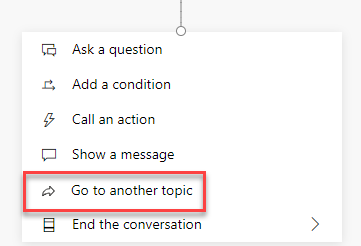 Ask a question
Add a condition
Call an action
Show a message
Go to another topic
End the conversation